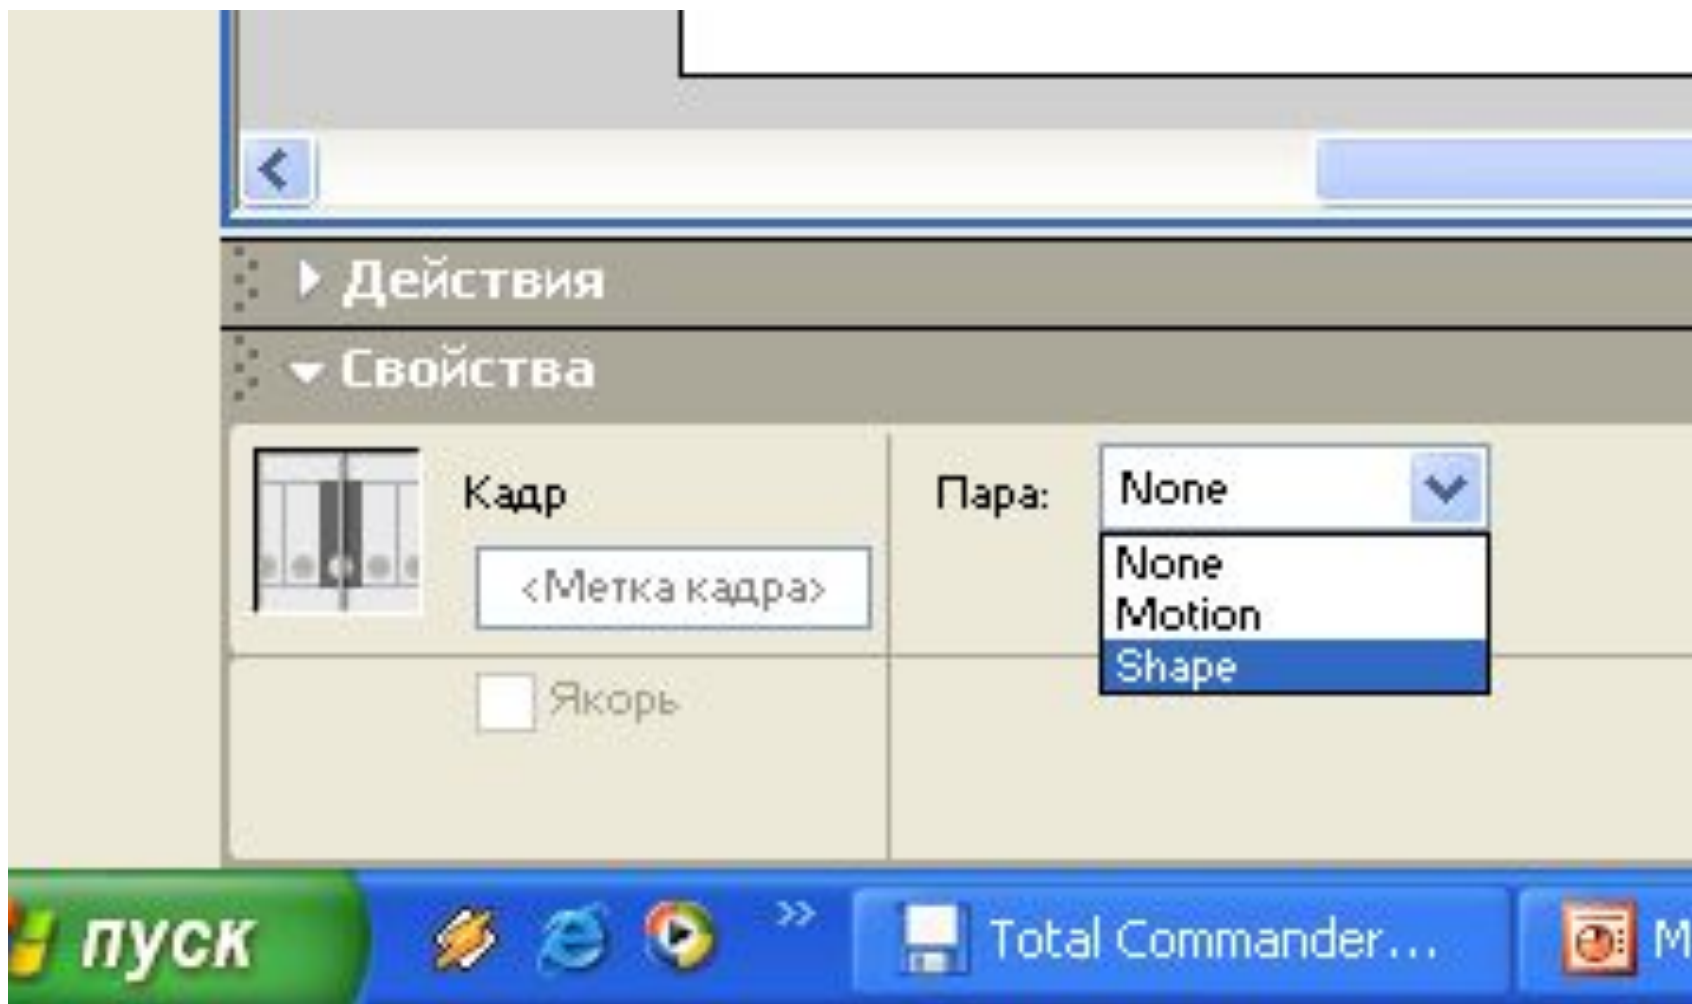 Действия
Свойства
Кадр
Пара:
None
<Метка кадра>
None
Motion
Shape
Якорь
пуск
Total Commander...
M